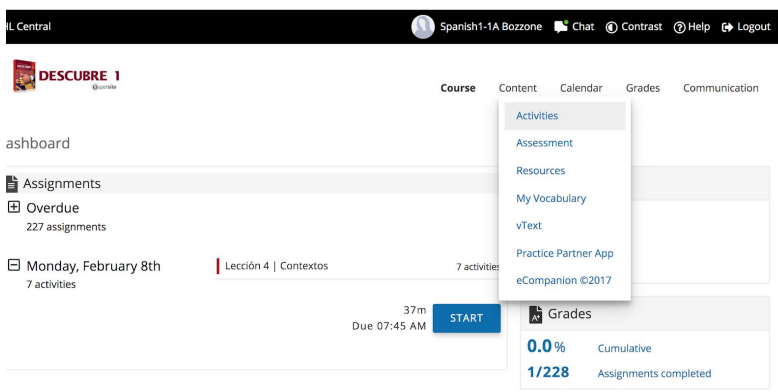 HL Central
Spanish1-1A Bozzone Chat Contrast Help Logout
DESCUBRE 1
supersite
Course Content Calendar Grades Communication
Activities
Assessment
Resources
My Vocabulary
vText
Practice Partner App
eCompanion ©2017
ashboard
Assignments
Overdue
227 assignments
Monday, February 8th
7 activities
Lección 4 | Contextos
7 activities
37m
Due 07:45 AM
START
A+ Grades
0.0% Cumulative
1/228 Assignments completed